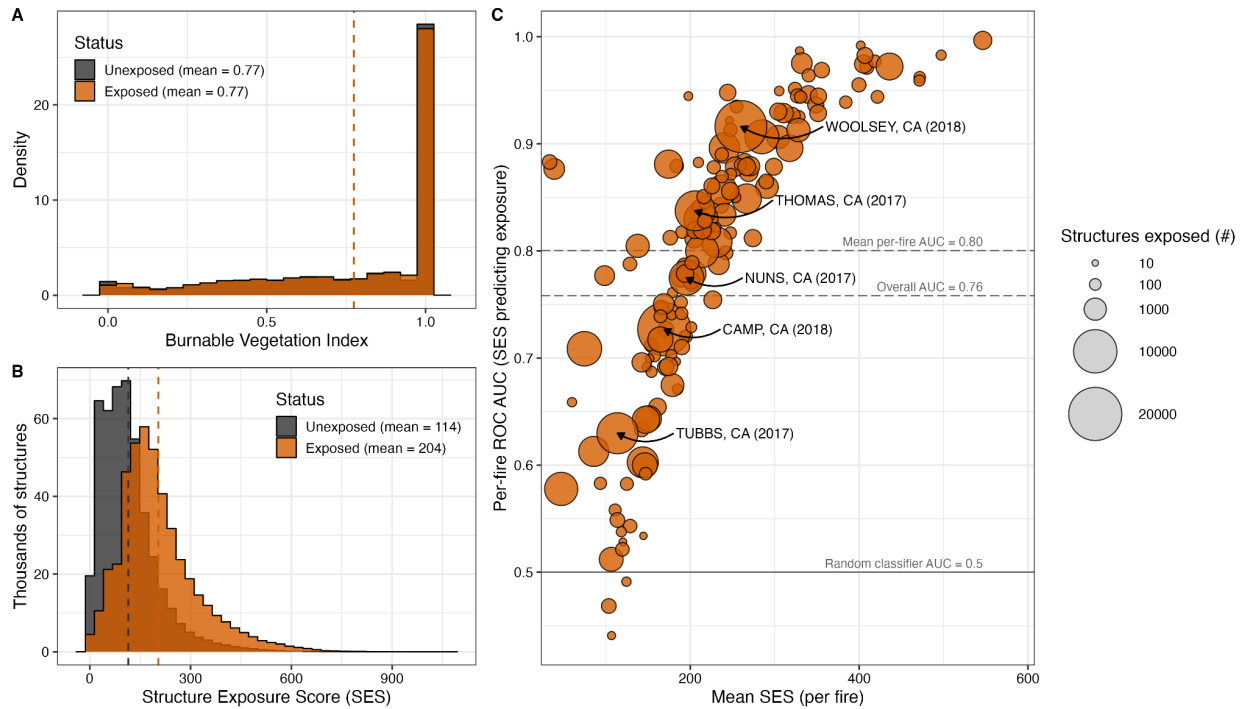 A
Status
Unexposed (mean = 0.77)
Exposed (mean = 0.77)
Density
20
10
0
0.0
0.5
1.0
Burnable Vegetation Index
B
Status
Unexposed (mean = 114)
Exposed (mean = 204)
Thousands of structures
60
40
20
0
0
300
600
900
Structure Exposure Score (SES)
C
Per-fire ROC AUC (SES predicting exposure)
1.0
0.9
0.8
0.7
0.6
0.5
WOOLSEY, CA (2018)
THOMAS, CA (2017)
Mean per-fire AUC = 0.80
NUNS, CA (2017)
Overall AUC = 0.76
CAMP, CA (2018)
TUBBS, CA (2017)
Random classifier AUC = 0.5
200
400
600
Mean SES (per fire)
Structures exposed (#)
10
100
1000
10000
20000